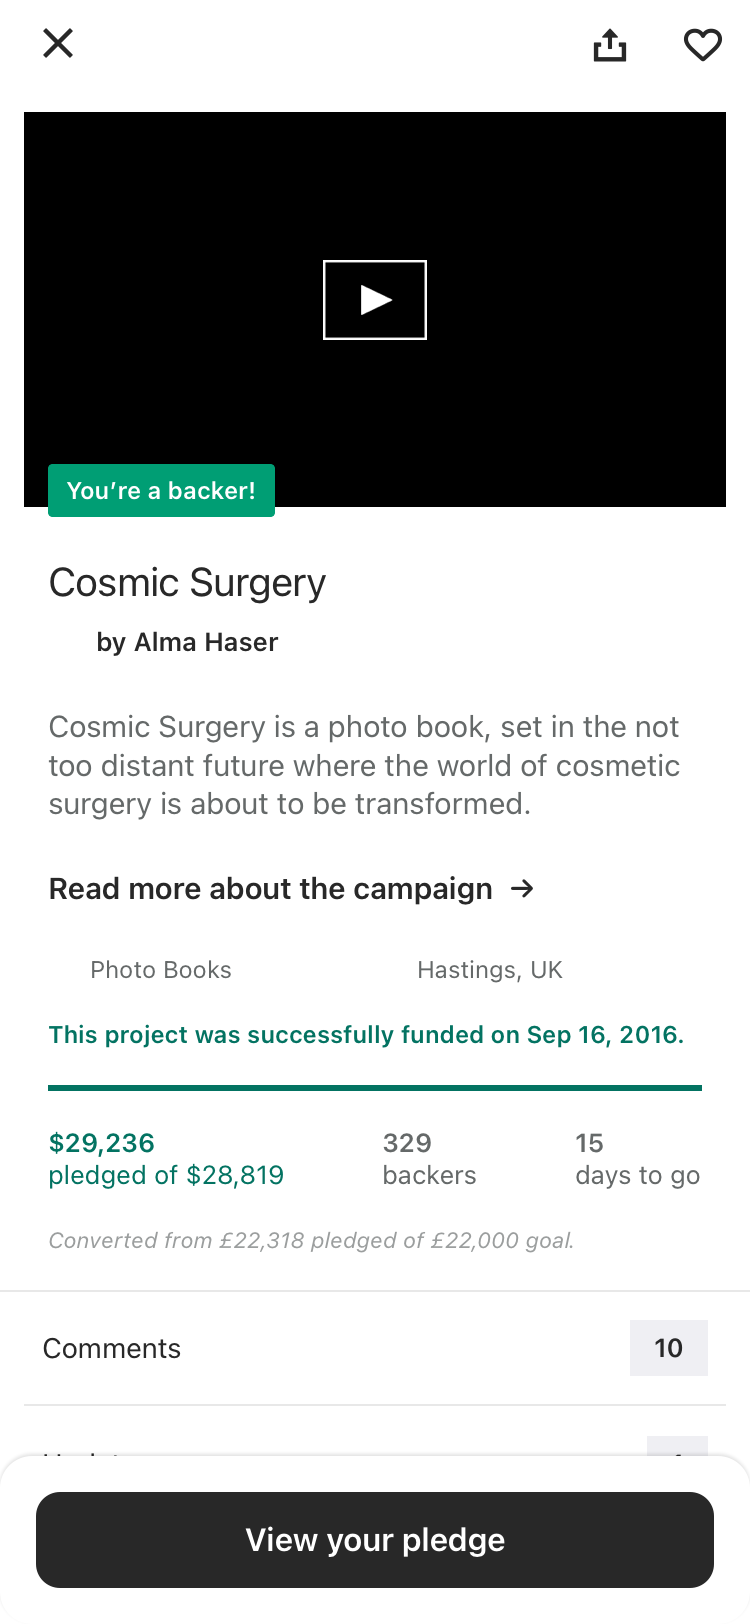 You're a backer!
Cosmic Surgery
by Alma Haser
Cosmic Surgery is a photo book, set in the not
too distant future where the world of cosmetic
surgery is about to be transformed.
Read more about the campaign →
Photo Books Hastings, UK
This project was successfully funded on Sep 16, 2016.
$29,236 329 15
pledged of $28,819 backers days to go
Converted from £22,318 pledged of £22,000 goal.
Comments 10
View your pledge